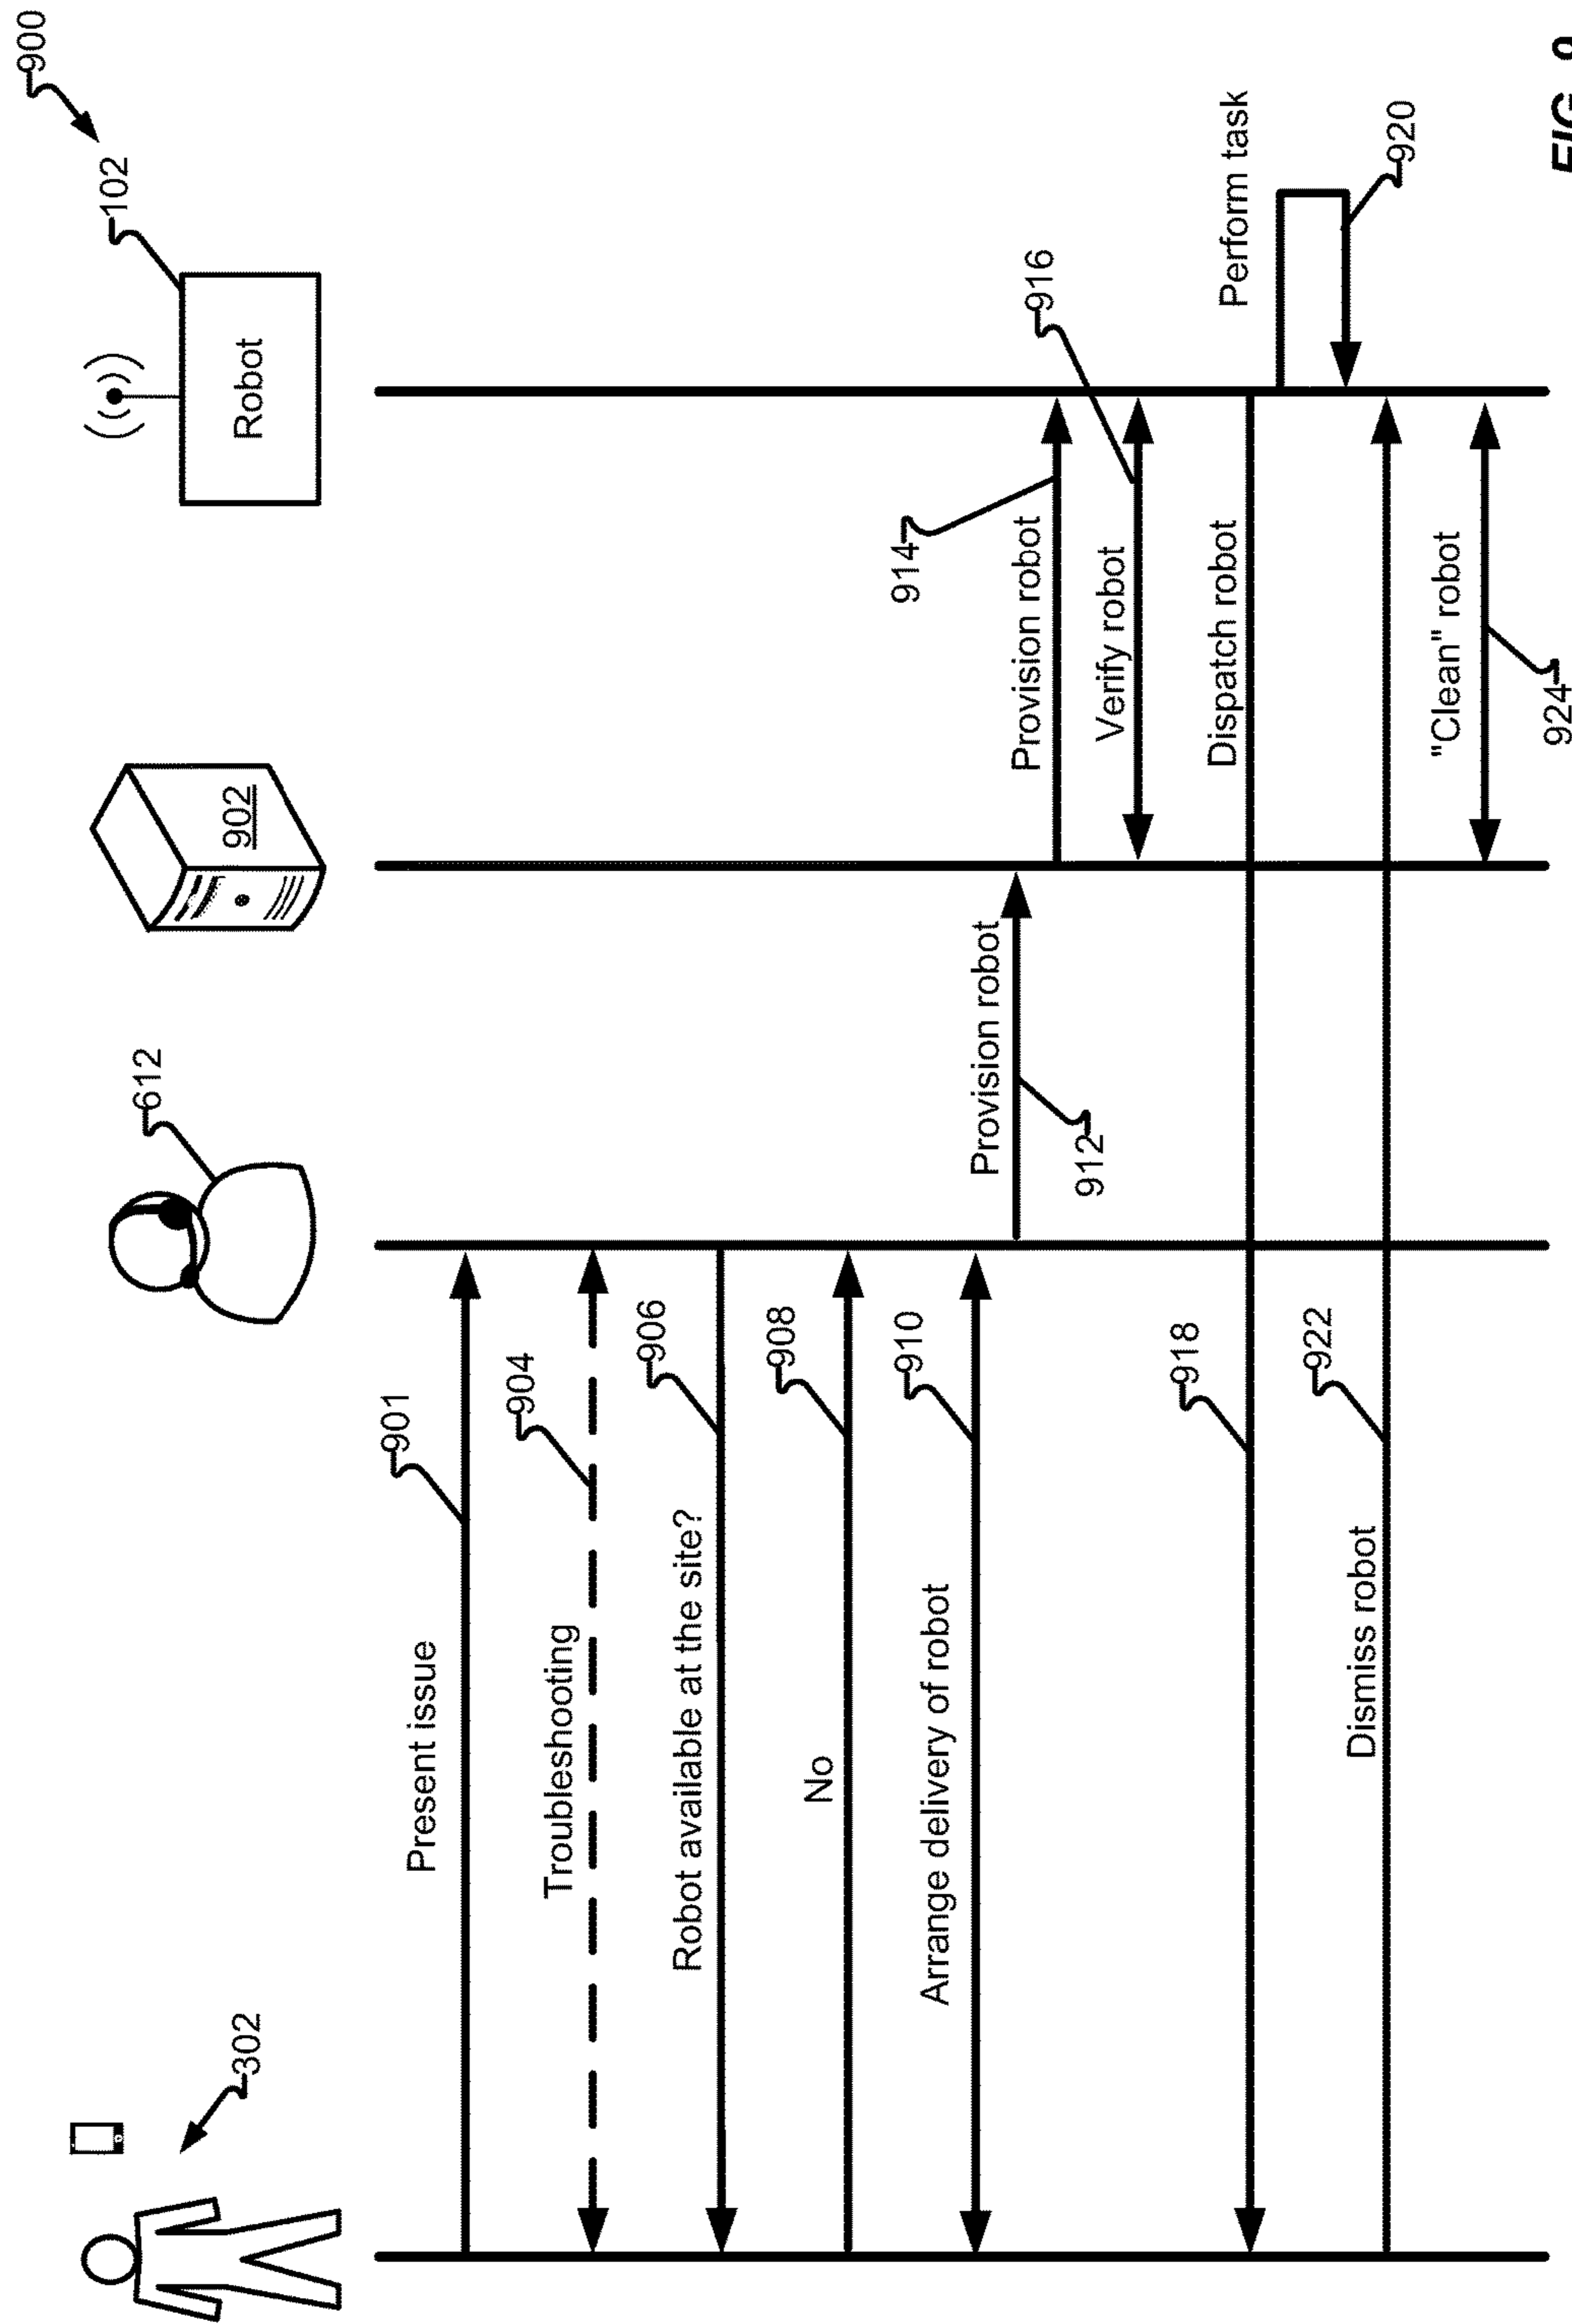 900
302
612
902
102
Robot
901
Present issue
904
Troubleshooting
906
Robot available at the site?
908
No
910
Arrange delivery of robot
Provision robot
912
914
Provision robot
916
Verify robot
918
Dispatch robot
Perform task
920
922
Dismiss robot
"Clean" robot
924